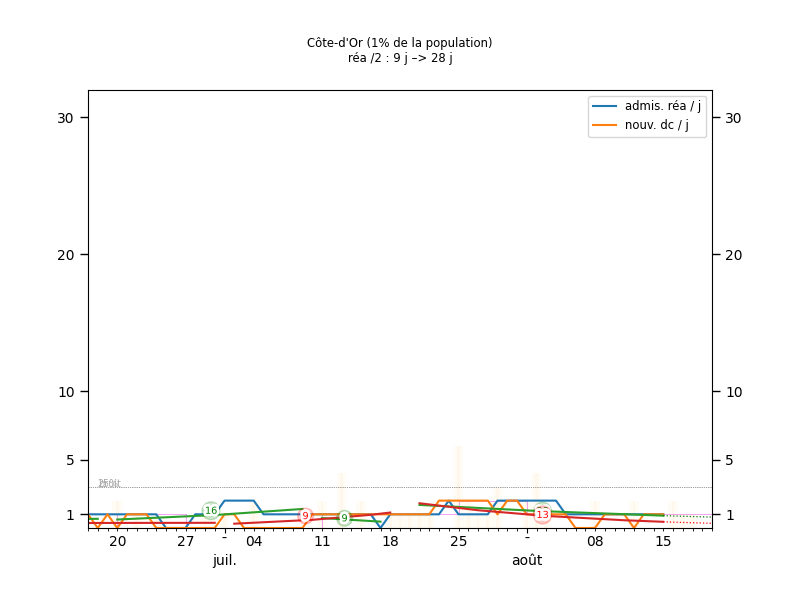 Côte-d'Or (1% de la population)
réa /2 : 9 j –> 28 j
admis. réa / j
nouv. dc / j
30 30
20 20
10 10
5 5
1 1
16 9 9 13
20 27 - 04 11 18 25 - 08 15
juil. août